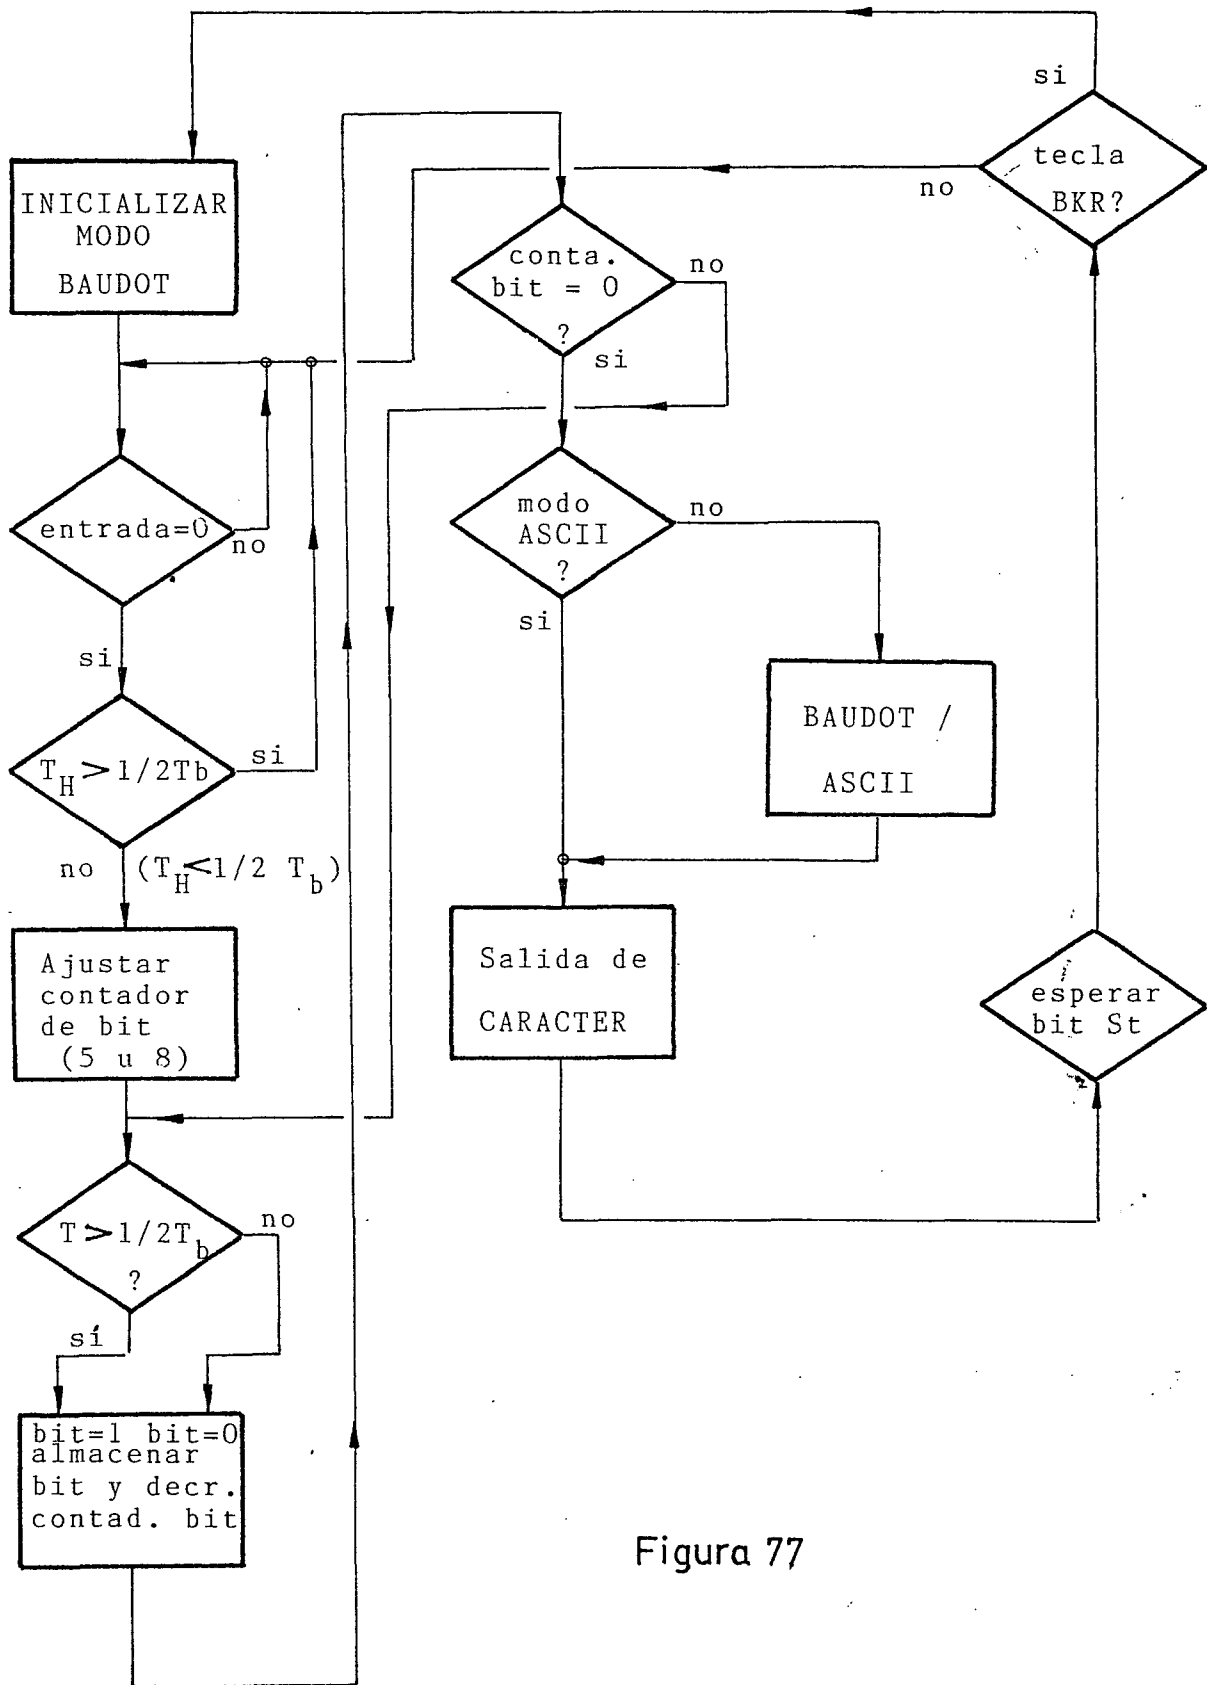 si
tecla
BKR?
no
INICIALIZAR
MODO
BAUDOT
conta.
bit = 0
?
no
si
entrada=0
no
si
modo
ASCII
?
no
si
T_H > 1/2Tb
si
no (T_H < 1/2 T_b)
BAUDOT /
ASCII
Ajustar
contador
de bit
(5 u 8)
Salida de
CARACTER
esperar
bit St
T > 1/2T_b
?
no
sí
bit=1 bit=0
almacenar
bit y decr.
contad. bit
Figura 77